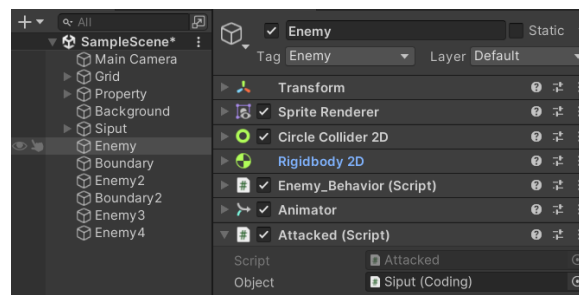 All
SampleScene*
Main Camera
Grid
Property
Background
Siput
Enemy
Boundary
Enemy2
Boundary2
Enemy3
Enemy4
Enemy
Static
Tag Enemy
Layer Default
Transform
Sprite Renderer
Circle Collider 2D
Rigidbody 2D
Enemy_Behavior (Script)
Animator
Attacked (Script)
Script
Attacked
Object
Siput (Coding)